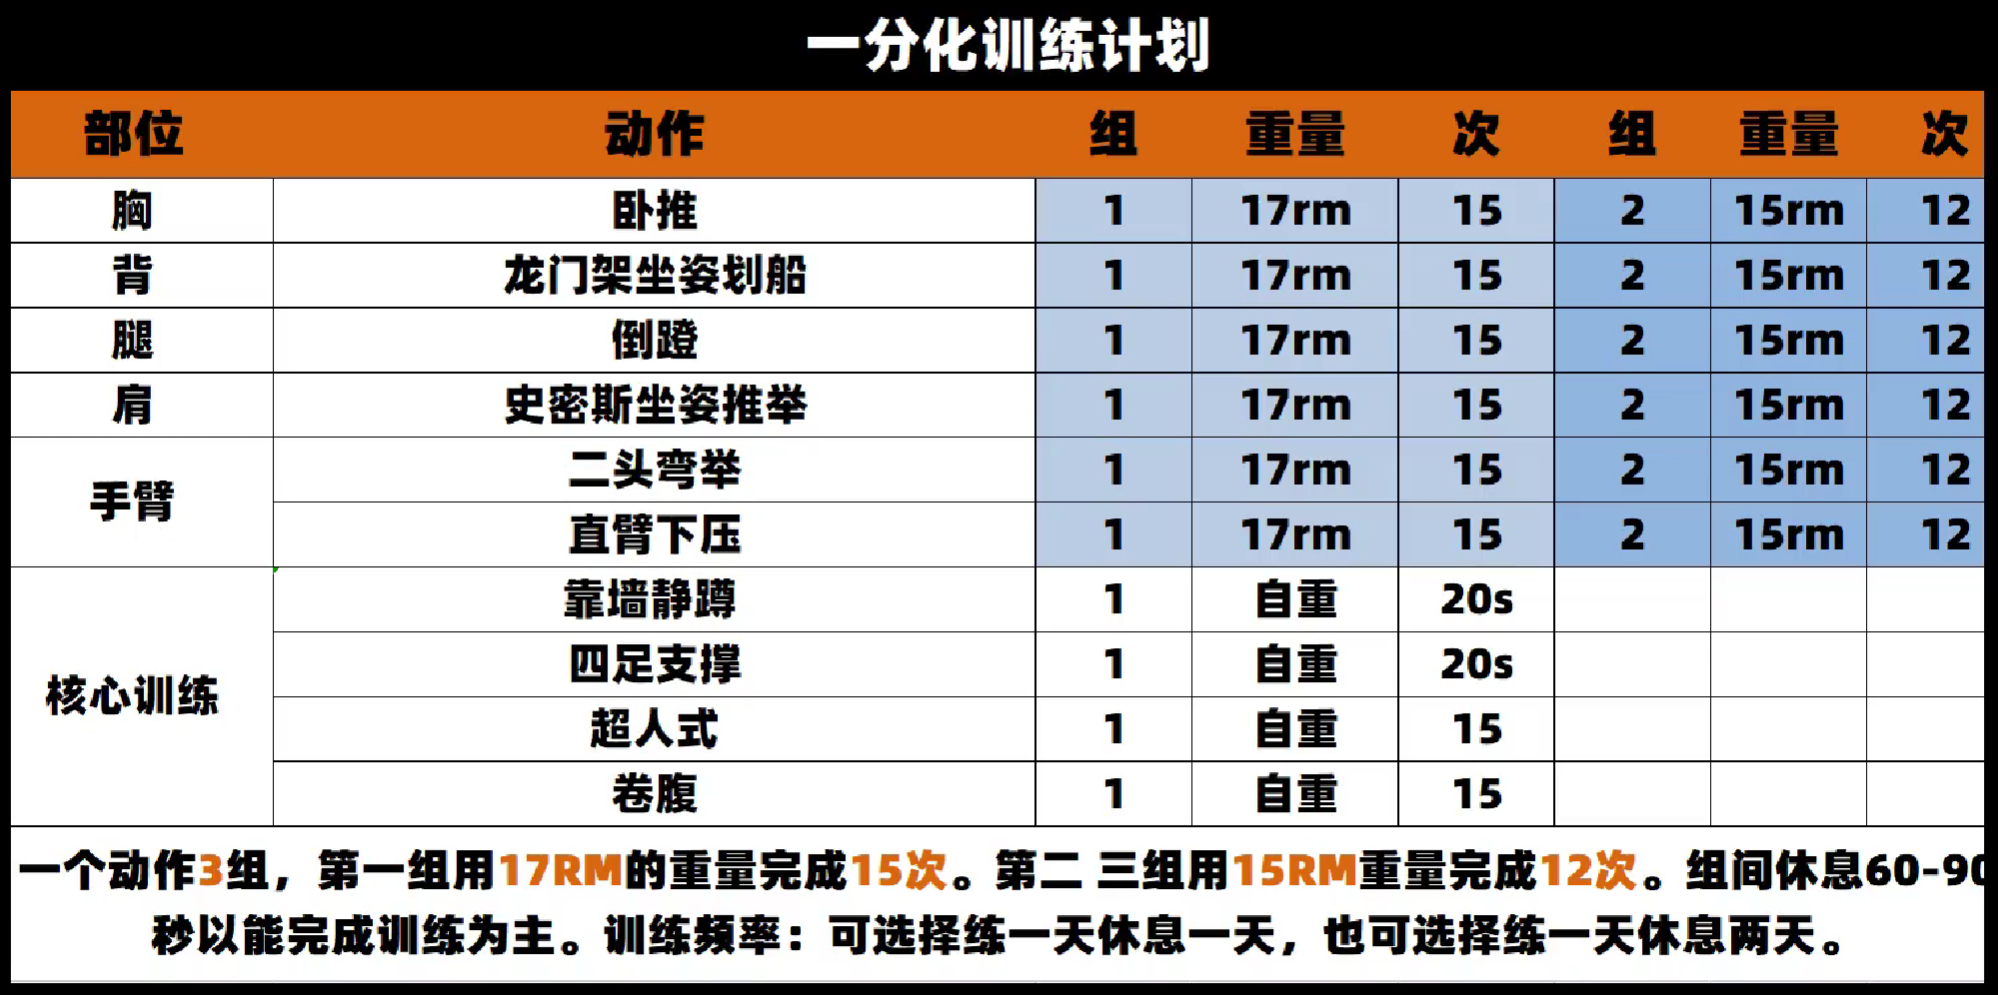 一分化训练计划
部位 动作 组 重量 次 组 重量 次
胸 卧推 1 17rm 15 2 15rm 12
背 龙门架坐姿划船 1 17rm 15 2 15rm 12
腿 倒蹬 1 17rm 15 2 15rm 12
肩 史密斯坐姿推举 1 17rm 15 2 15rm 12
手臂 二头弯举 1 17rm 15 2 15rm 12
直臂下压 1 17rm 15 2 15rm 12
核心训练 靠墙静蹲 1 自重 20s
四足支撑 1 自重 20s
超人式 1 自重 15
卷腹 1 自重 15
一个动作3组，第一组用17RM的重量完成15次。第二 三组用15RM重量完成12次。组间休息60-90
秒以能完成训练为主。训练频率：可选择练一天休息一天，也可选择练一天休息两天。